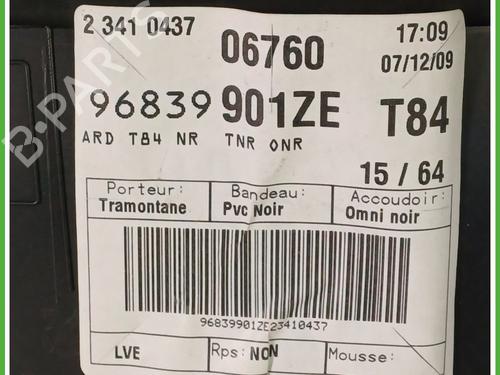 2 341 0437
06760
17:09
07/12/09
96839 901ZE T84
ARD T84 NR TNR ONR
15 / 64
Porteur: Bandeau: Accoudoir:
Tramontane Pvc Noir Omni noir
96839901ZE23410437
LVE Rps: NON Mousse:
B-PARTS